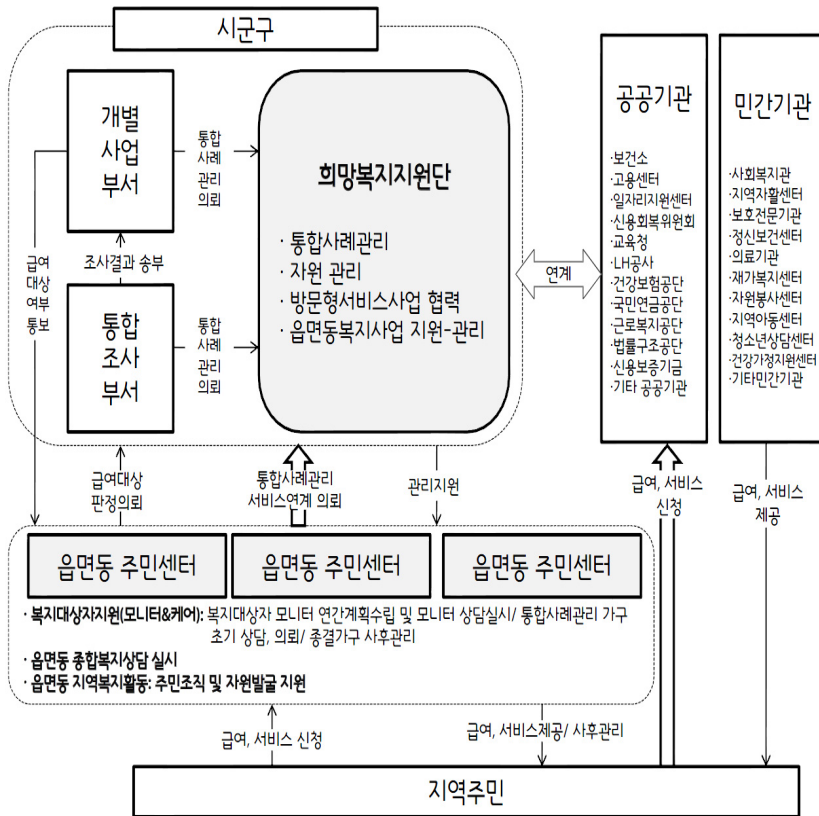 시군구
개별
사업
부서
통합
사례
관리
의뢰
급여
대상
여부
통보
조사결과 송부
통합
조사
부서
통합
사례
관리
의뢰
희망복지지원단
· 통합사례관리
· 자원 관리
· 방문형서비스사업 협력
· 읍면동복지사업 지원-관리
연계
공공기관
·보건소
·고용센터
·일자리지원센터
·신용회복위원회
·교육청
·LH공사
·건강보험공단
·국민연금공단
·근로복지공단
·법률구조공단
·신용보증기금
·기타 공공기관
민간기관
·사회복지관
·지역자활센터
·보호전문기관
·정신보건센터
·의료기관
·재가복지센터
·자원봉사센터
·지역아동센터
·청소년상담센터
·건강가정지원센터
·기타민간기관
급여대상
판정의뢰
통합사례관리
서비스연계 의뢰
관리지원
급여, 서비스
신청
급여, 서비스
제공
읍면동 주민센터
읍면동 주민센터
읍면동 주민센터
· 복지대상자지원(모니터&케어): 복지대상자 모니터 연간계획수립 및 모니터 상담실시/ 통합사례관리 가구
초기 상담, 의뢰/ 종결가구 사후관리
· 읍면동 종합복지상담 실시
· 읍면동 지역복지활동: 주민조직 및 자원발굴 지원
급여, 서비스 신청
급여, 서비스제공/ 사후관리
지역주민